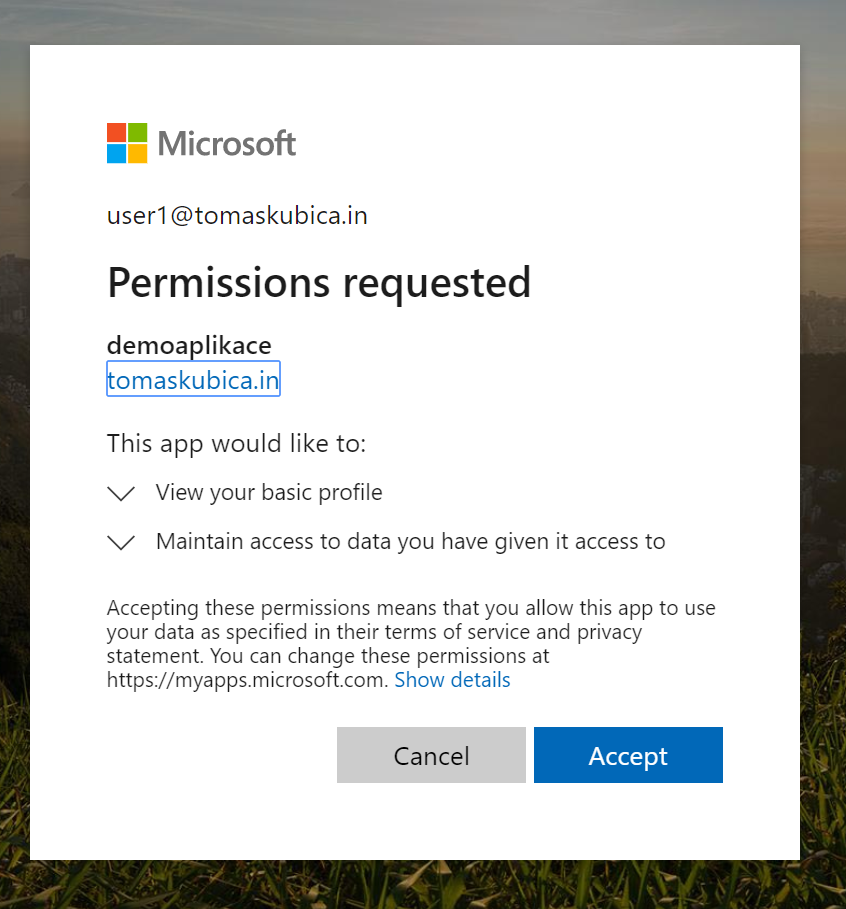 Microsoft
user1@tomaskubica.in
Permissions requested
demoaplikace
tomaskubica.in
This app would like to:
View your basic profile
Maintain access to data you have given it access to
Accepting these permissions means that you allow this app to use
your data as specified in their terms of service and privacy
statement. You can change these permissions at
https://myapps.microsoft.com. Show details
Cancel Accept